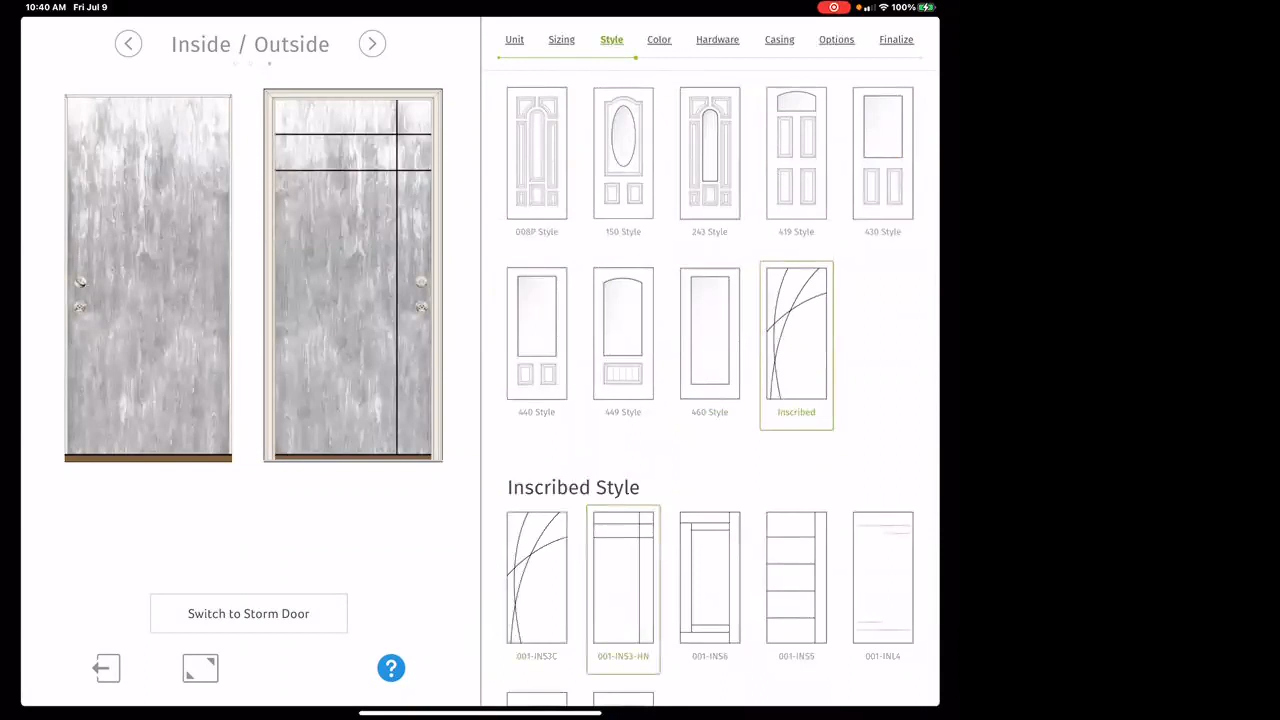 10:40 AM Fri Jul 9
100%
Inside / Outside
Unit Sizing Style Color Hardware Casing Options Finalize
008P Style 150 Style 243 Style 419 Style 430 Style
440 Style 449 Style 460 Style Inscribed
Inscribed Style
001-INS3C 001-INS3-HN 001-INS6 001-INS5 001-INL4
Switch to Storm Door
?